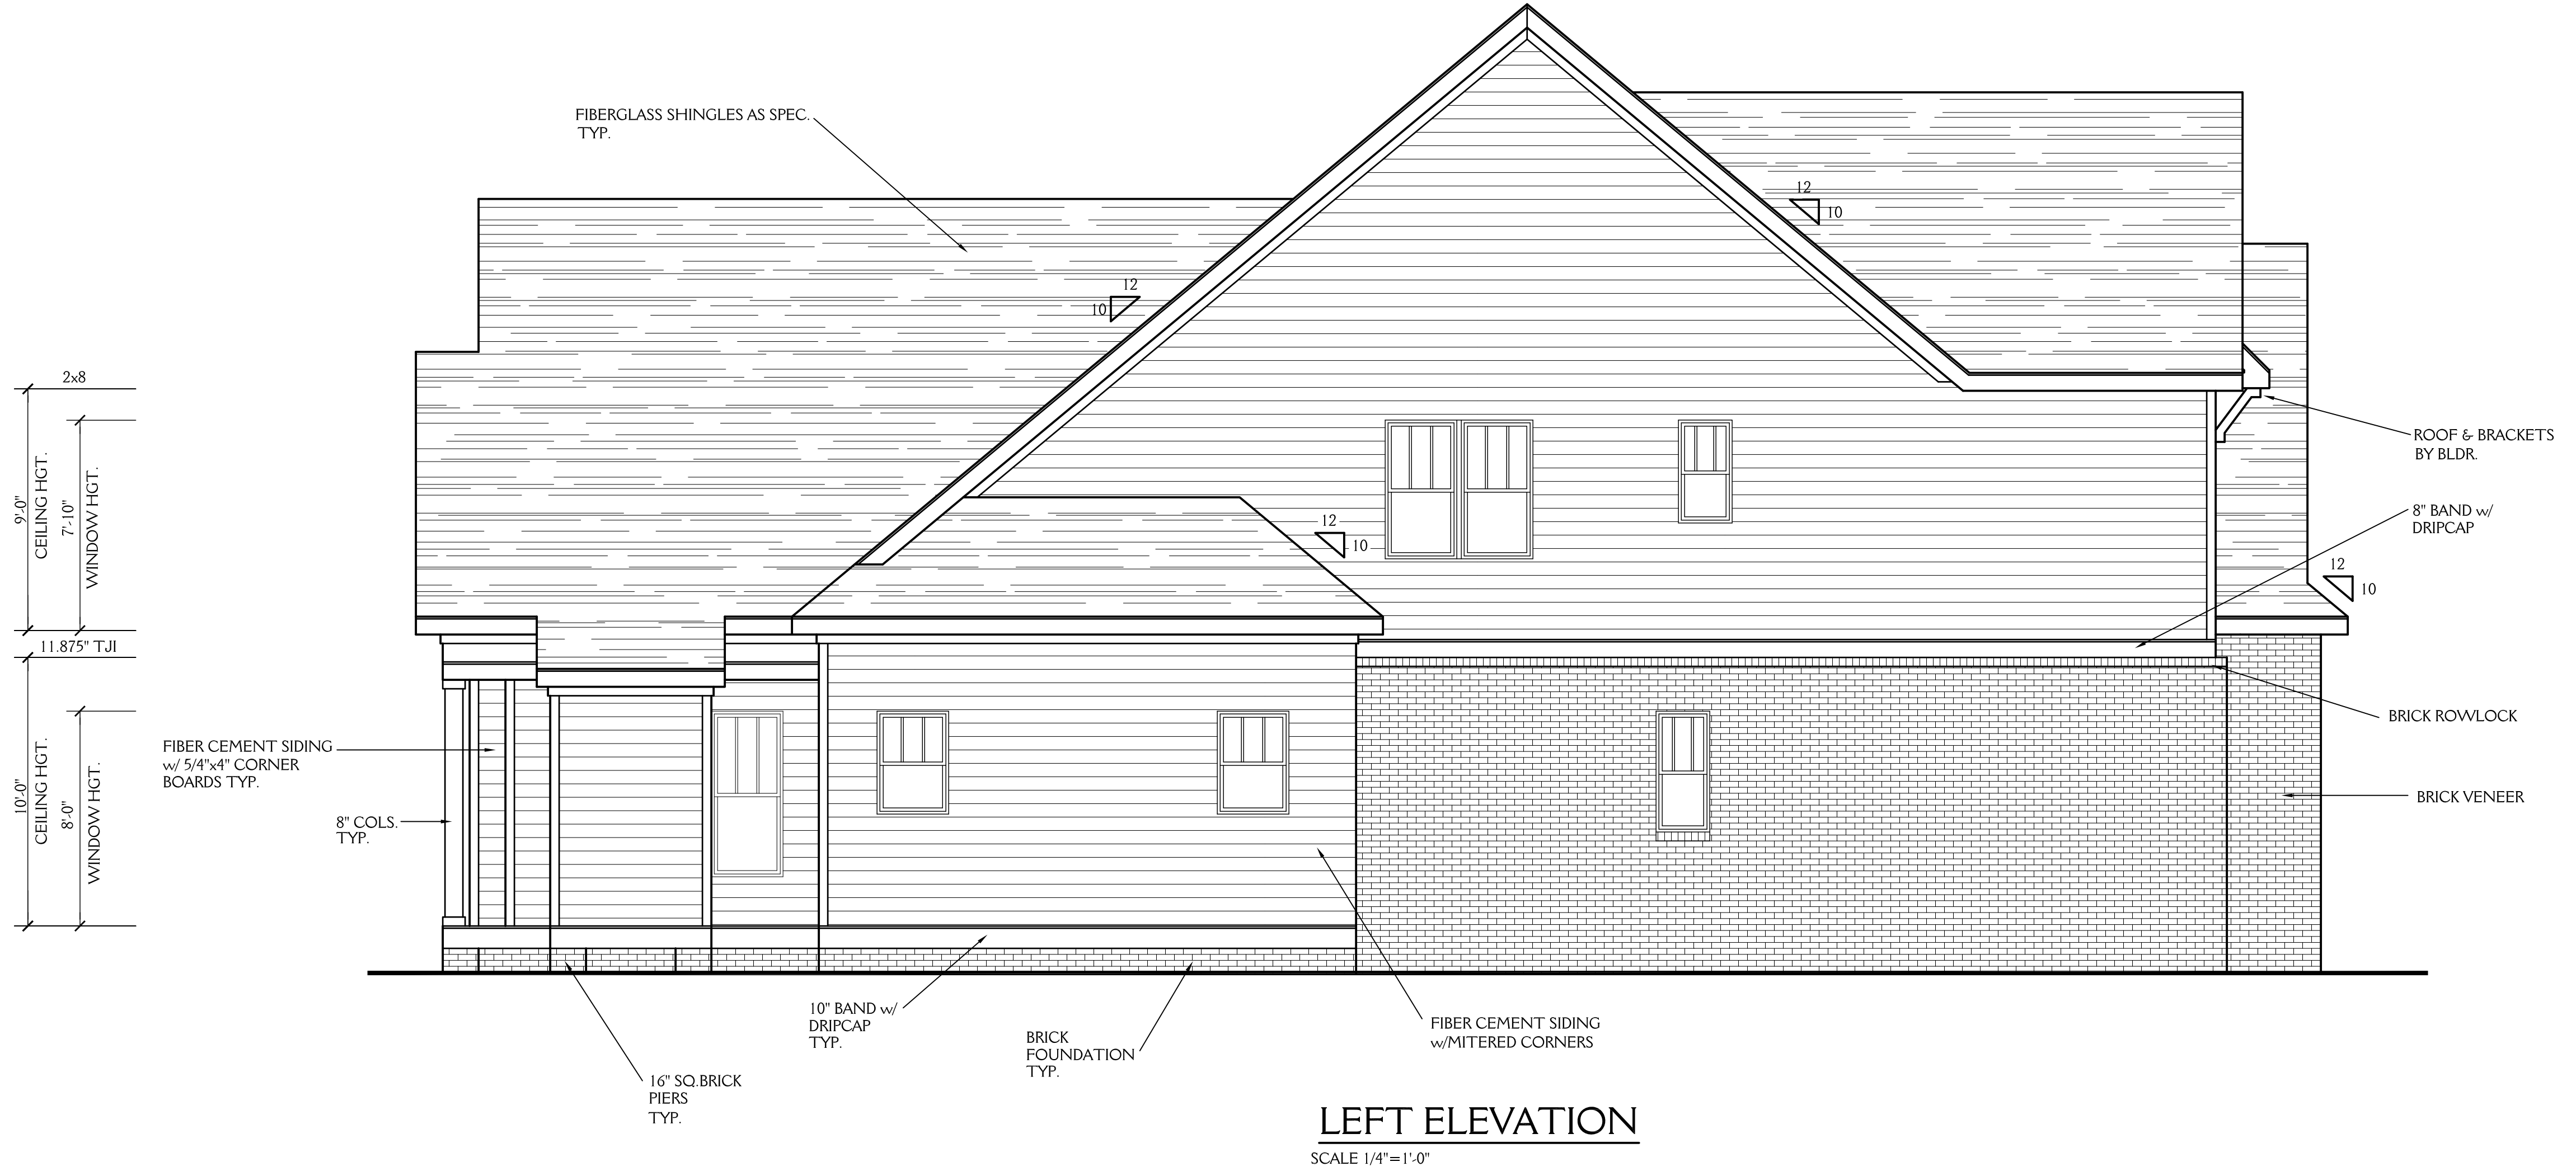 FIBERGLASS SHINGLES AS SPEC.
TYP.
12
10
12
10
2x8
9'-0"
CEILING HGT.
7'-10"
WINDOW HGT.
ROOF & BRACKETS
BY BLDR.
8" BAND w/
DRIPCAP
12
10
12
10
11.875" TJI
10'-0"
CEILING HGT.
8'-0"
WINDOW HGT.
BRICK ROWLOCK
FIBER CEMENT SIDING
w/ 5/4"x4" CORNER
BOARDS TYP.
BRICK VENEER
8" COLS.
TYP.
10" BAND w/
DRIPCAP
TYP.
BRICK
FOUNDATION
TYP.
FIBER CEMENT SIDING
w/MITERED CORNERS
16" SQ.BRICK
PIERS
TYP.
LEFT ELEVATION
SCALE 1/4"=1'-0"